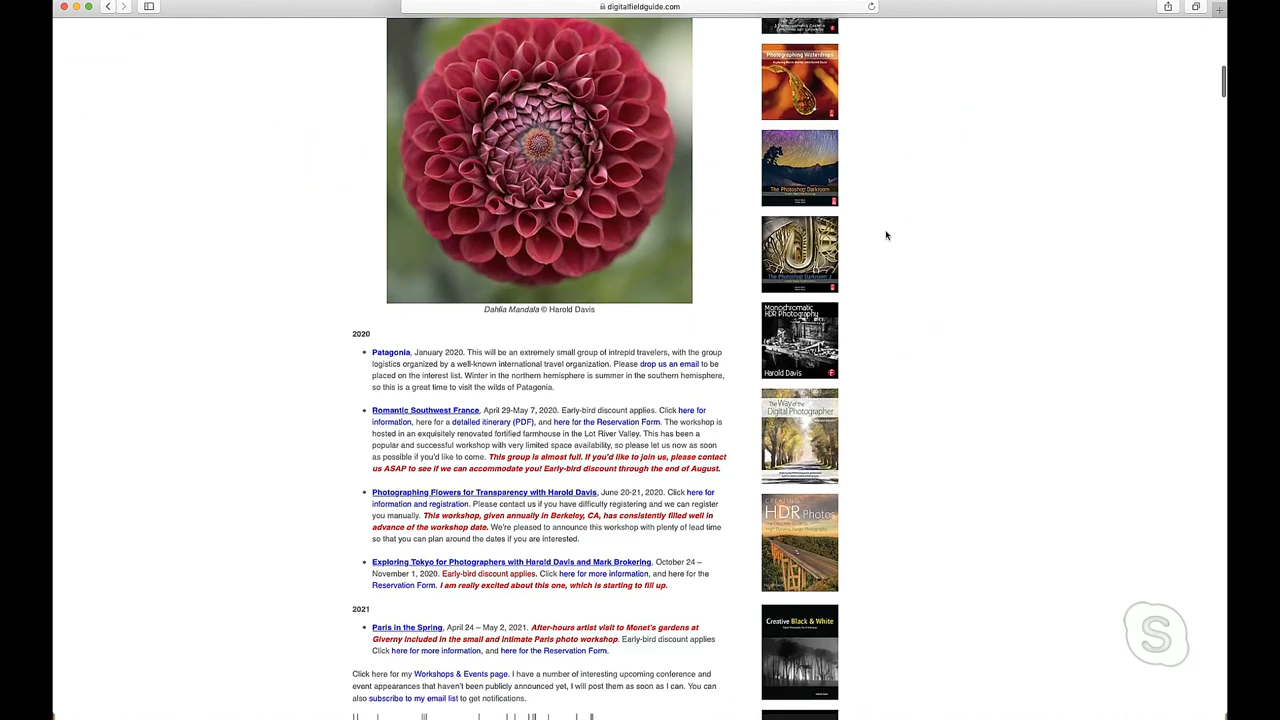 digitalfieldguide.com
Photographing Waterdrops
The Photoshop Darkroom
The Photoshop Darkroom 2
Monochromatic
HDR Photography
Harold Davis
The Way of the
Digital Photographer
CREATING
HDR Photos
Creative Black & White
Dahlia Mandala © Harold Davis
2020
• Patagonia, January 2020. This will be an extremely small group of intrepid travelers, with the group
logistics organized by a well-known international travel organization. Please drop us an email to be
placed on the interest list. Winter in the northern hemisphere is summer in the southern hemisphere,
so this is a great time to visit the wilds of Patagonia.
• Romantic Southwest France, April 29-May 7, 2020. Early-bird discount applies. Click here for
information, here for a detailed itinerary (PDF), and here for the Reservation Form. The workshop is
hosted in an exquisitely renovated fortified farmhouse in the Lot River Valley. This has been a
popular and successful workshop with very limited space availability, so please let us now as soon
as possible if you'd like to come. This group is almost full. If you'd like to join us, please contact
us ASAP to see if we can accommodate you! Early-bird discount through the end of August.
• Photographing Flowers for Transparency with Harold Davis, June 20-21, 2020. Click here for
information and registration. Please contact us if you have difficulty registering and we can register
you manually. This workshop, given annually in Berkeley, CA, has consistently filled well in
advance of the workshop date. We're pleased to announce this workshop with plenty of lead time
so that you can plan around the dates if you are interested.
• Exploring Tokyo for Photographers with Harold Davis and Mark Brokering, October 24 –
November 1, 2020. Early-bird discount applies. Click here for more information, and here for the
Reservation Form. I am really excited about this one, which is starting to fill up.
2021
• Paris in the Spring, April 24 – May 2, 2021. After-hours artist visit to Monet's gardens at
Giverny included in the small and intimate Paris photo workshop. Early-bird discount applies
Click here for more information, and here for the Reservation Form.
Click here for my Workshops & Events page. I have a number of interesting upcoming conference and
event appearances that haven't been publicly announced yet, I will post them as soon as I can. You can
also subscribe to my email list to get notifications.